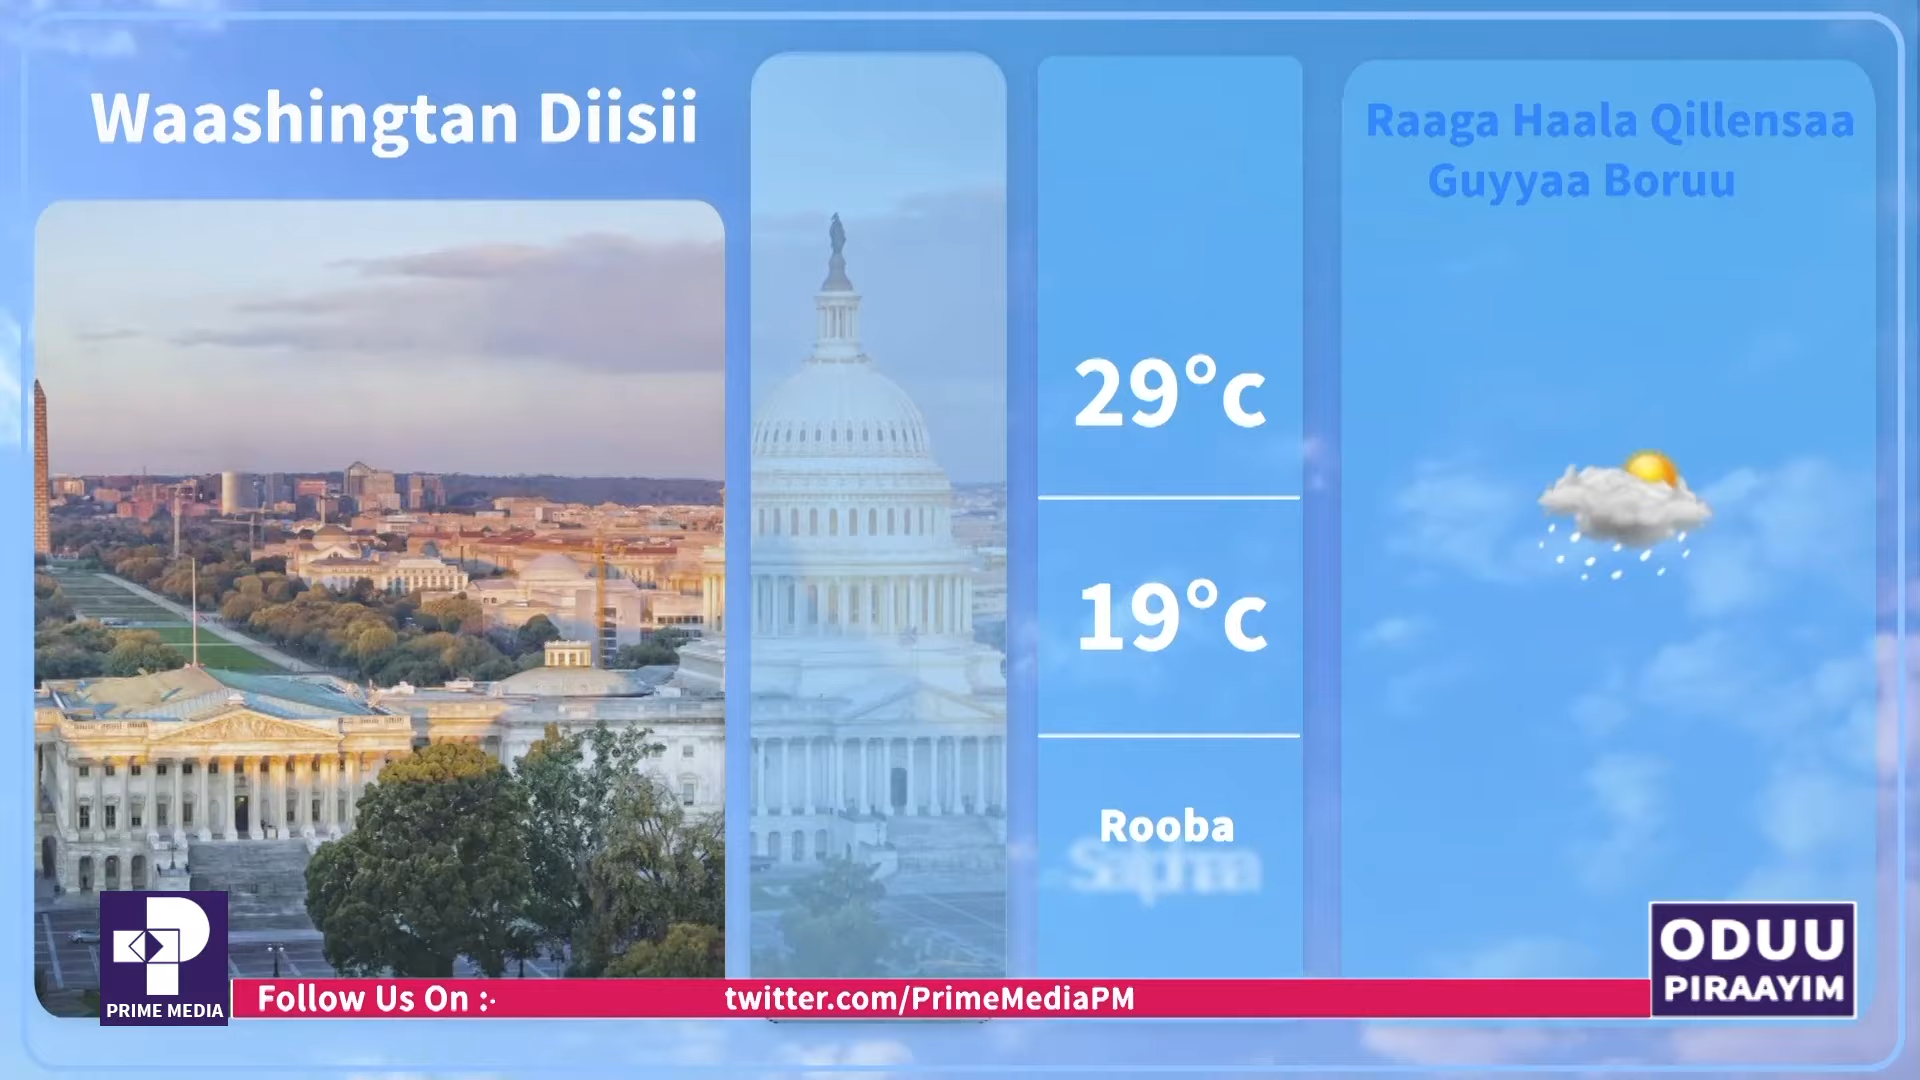 Waashingtan Diisii
29°c
19°c
Rooba
Raaga Haala Qillensaa
Guyyaa Boruu
PRIME MEDIA
Follow Us On :-
twitter.com/PrimeMediaPM
ODUU
PIRAAYIM